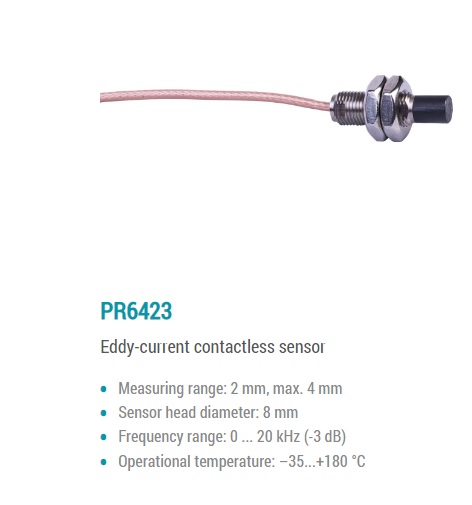 PR6423
Eddy-current contactless sensor
• Measuring range: 2 mm, max. 4 mm
• Sensor head diameter: 8 mm
• Frequency range: 0 ... 20 kHz (-3 dB)
• Operational temperature: –35...+180 °C